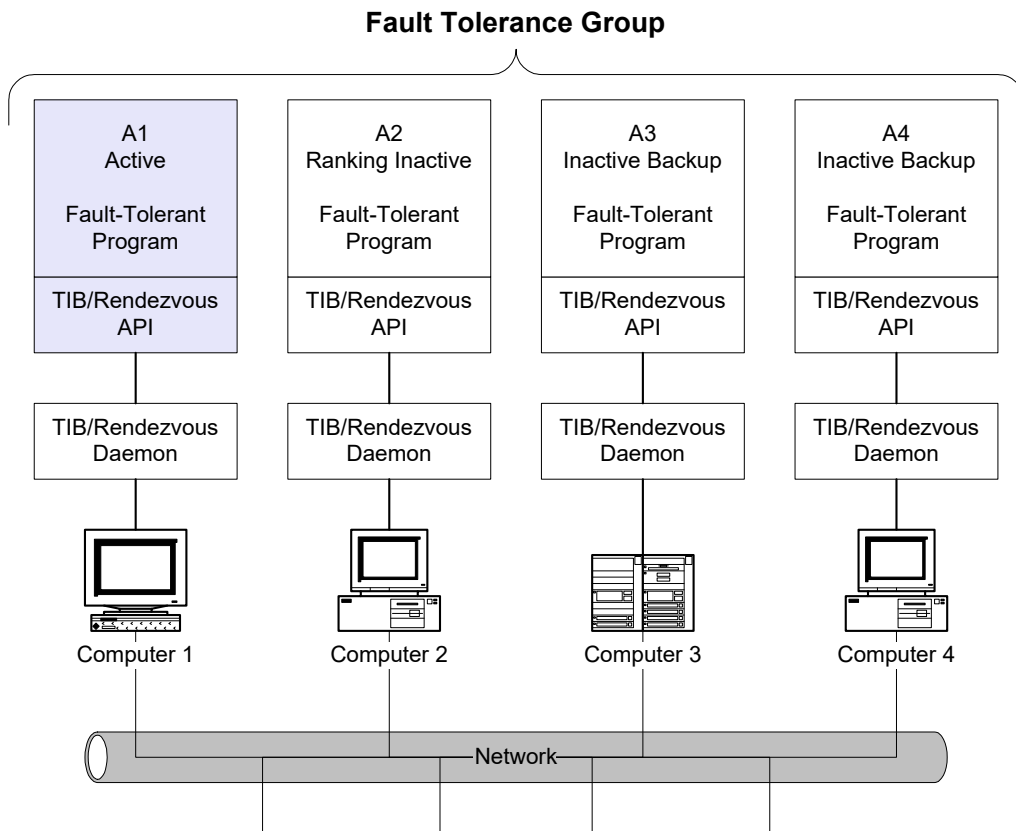 Fault Tolerance Group
A1
Active
Fault-Tolerant
Program
TIB/Rendezvous
API
TIB/Rendezvous
Daemon
Computer 1
A2
Ranking Inactive
Fault-Tolerant
Program
TIB/Rendezvous
API
TIB/Rendezvous
Daemon
Computer 2
A3
Inactive Backup
Fault-Tolerant
Program
TIB/Rendezvous
API
TIB/Rendezvous
Daemon
Computer 3
A4
Inactive Backup
Fault-Tolerant
Program
TIB/Rendezvous
API
TIB/Rendezvous
Daemon
Computer 4
Network